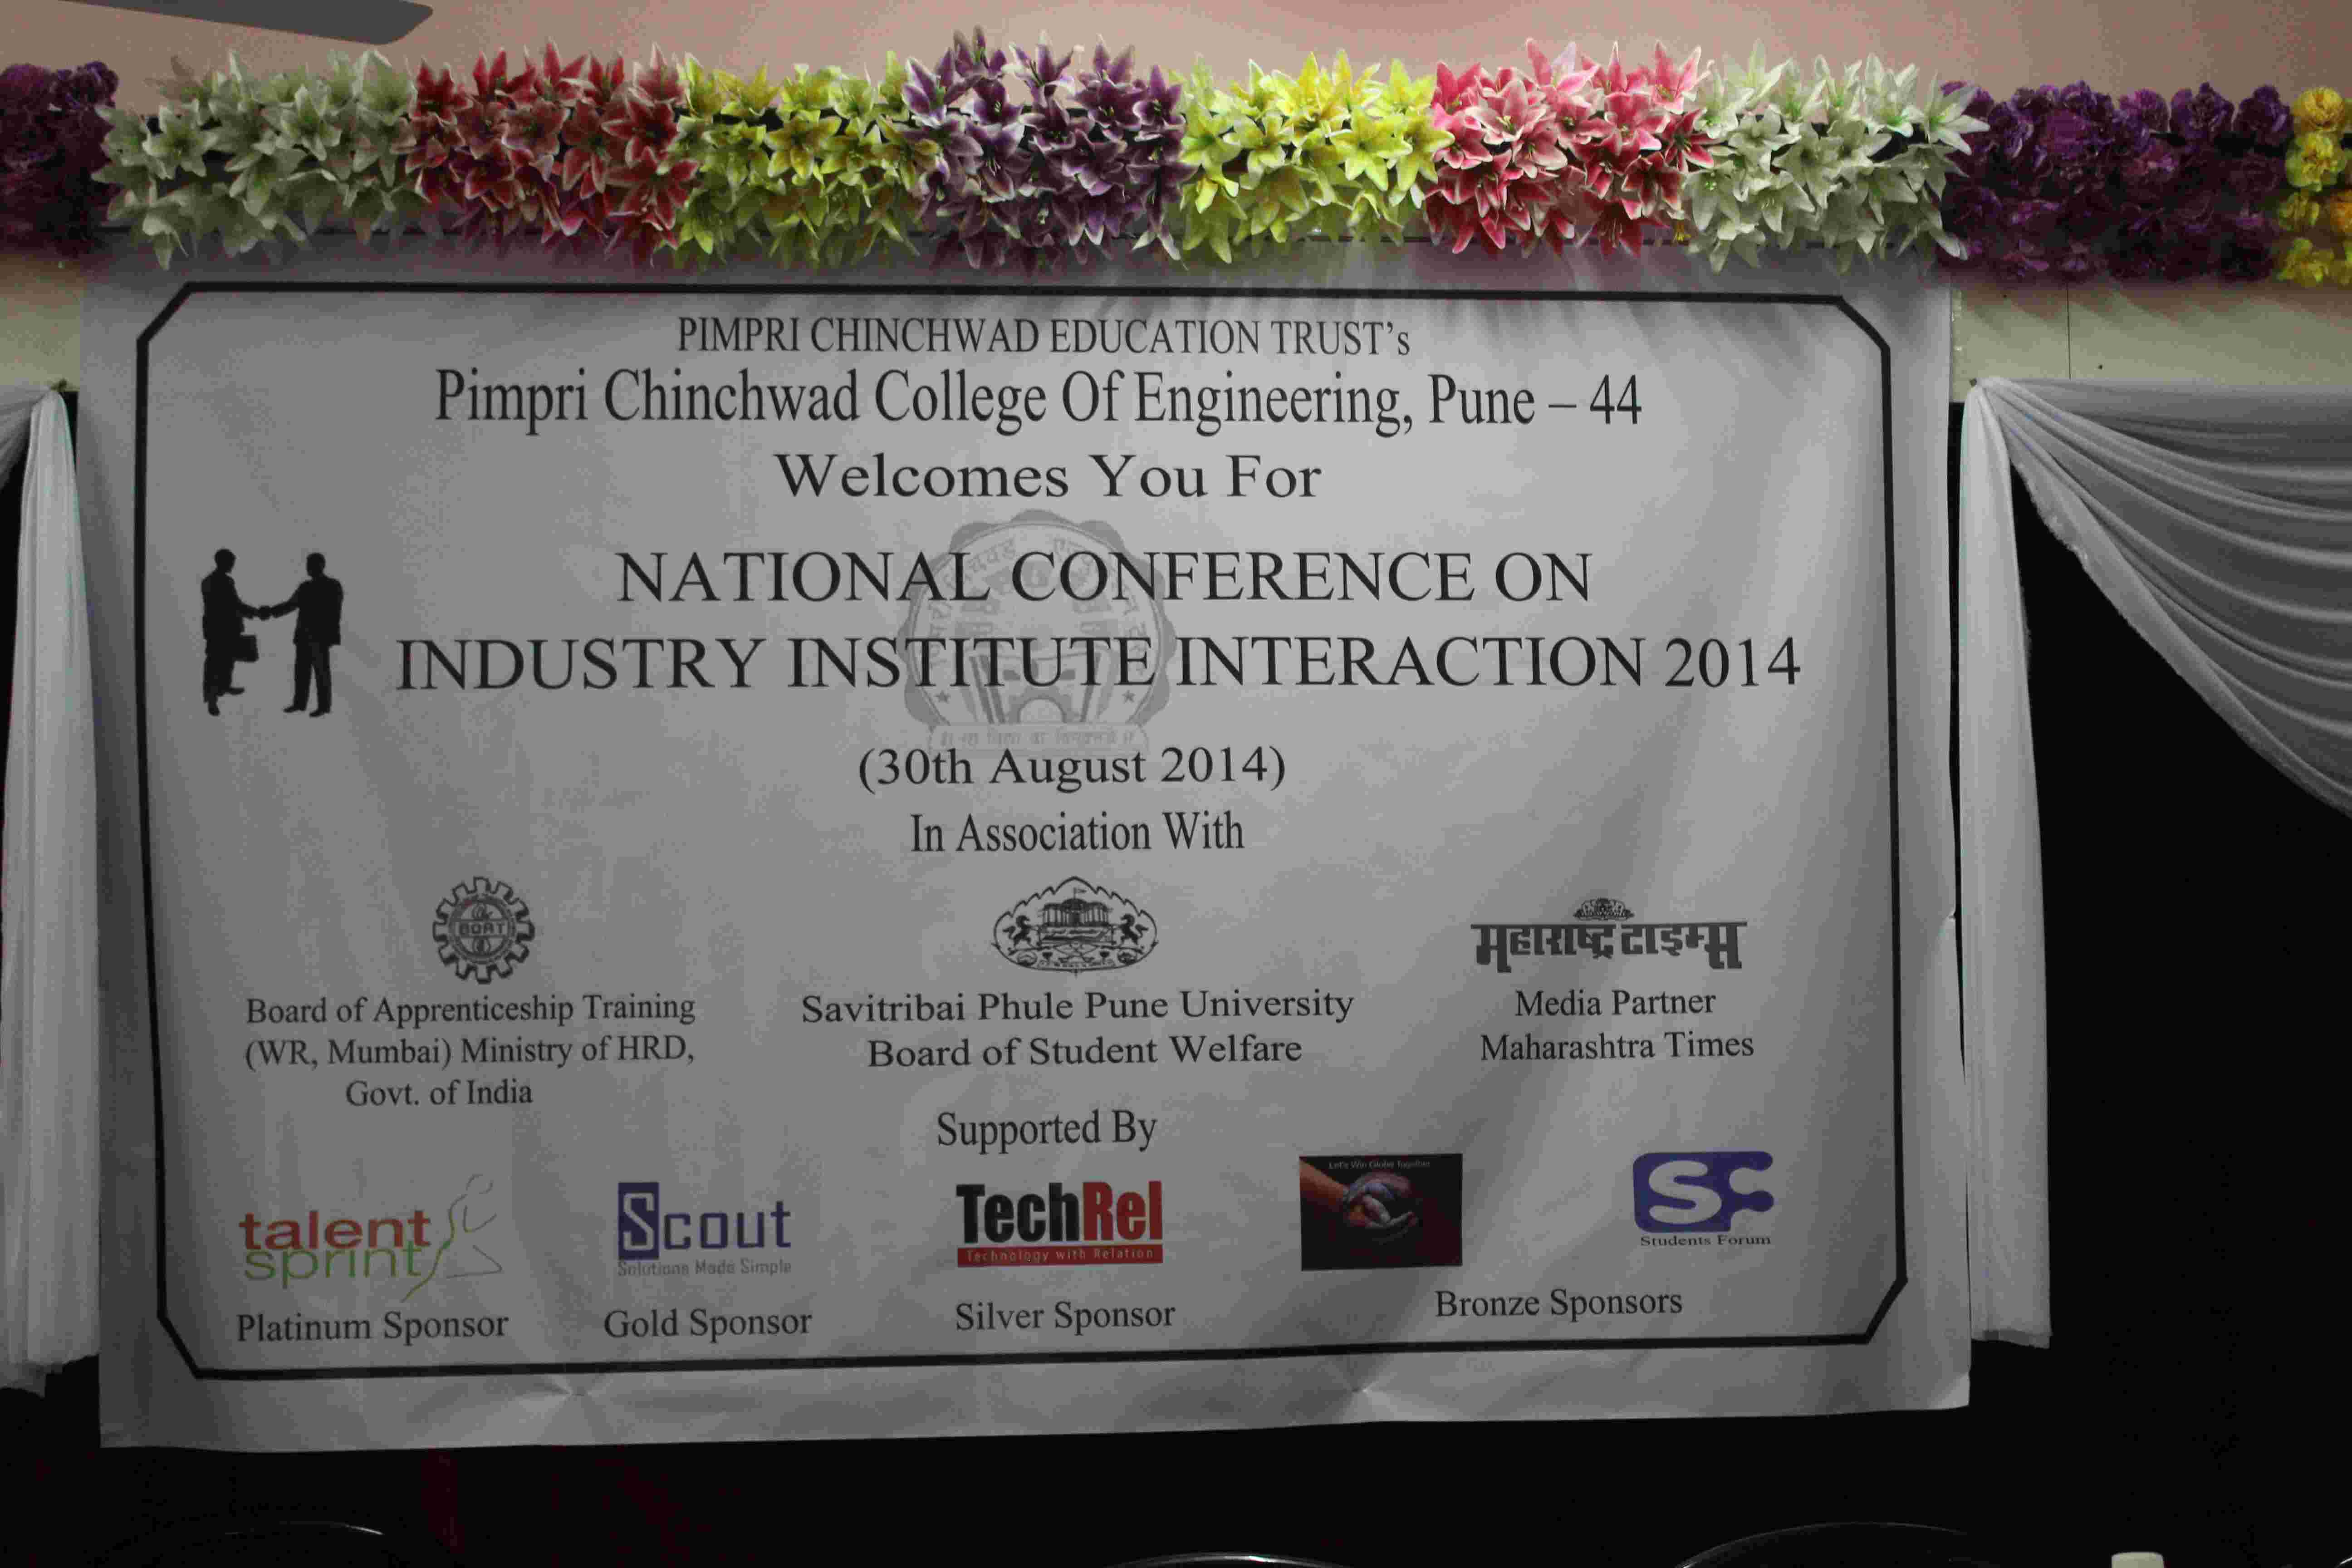 PIMPRI CHINCHWAD EDUCATION TRUST's
Pimpri Chinchwad College Of Engineering, Pune – 44
Welcomes You For
NATIONAL CONFERENCE ON
INDUSTRY INSTITUTE INTERACTION 2014
(30th August 2014)
In Association With
BOAT
महाराष्ट्र टाइम्स
Board of Apprenticeship Training
(WR, Mumbai) Ministry of HRD,
Govt. of India
Savitribai Phule Pune University
Board of Student Welfare
Media Partner
Maharashtra Times
Supported By
talent
sprint
Platinum Sponsor
Scout
Solutions Made Simple
Gold Sponsor
TechRel
Technology with Relation
Silver Sponsor
Let's Win Globe Together
SC
Students Forum
Bronze Sponsors